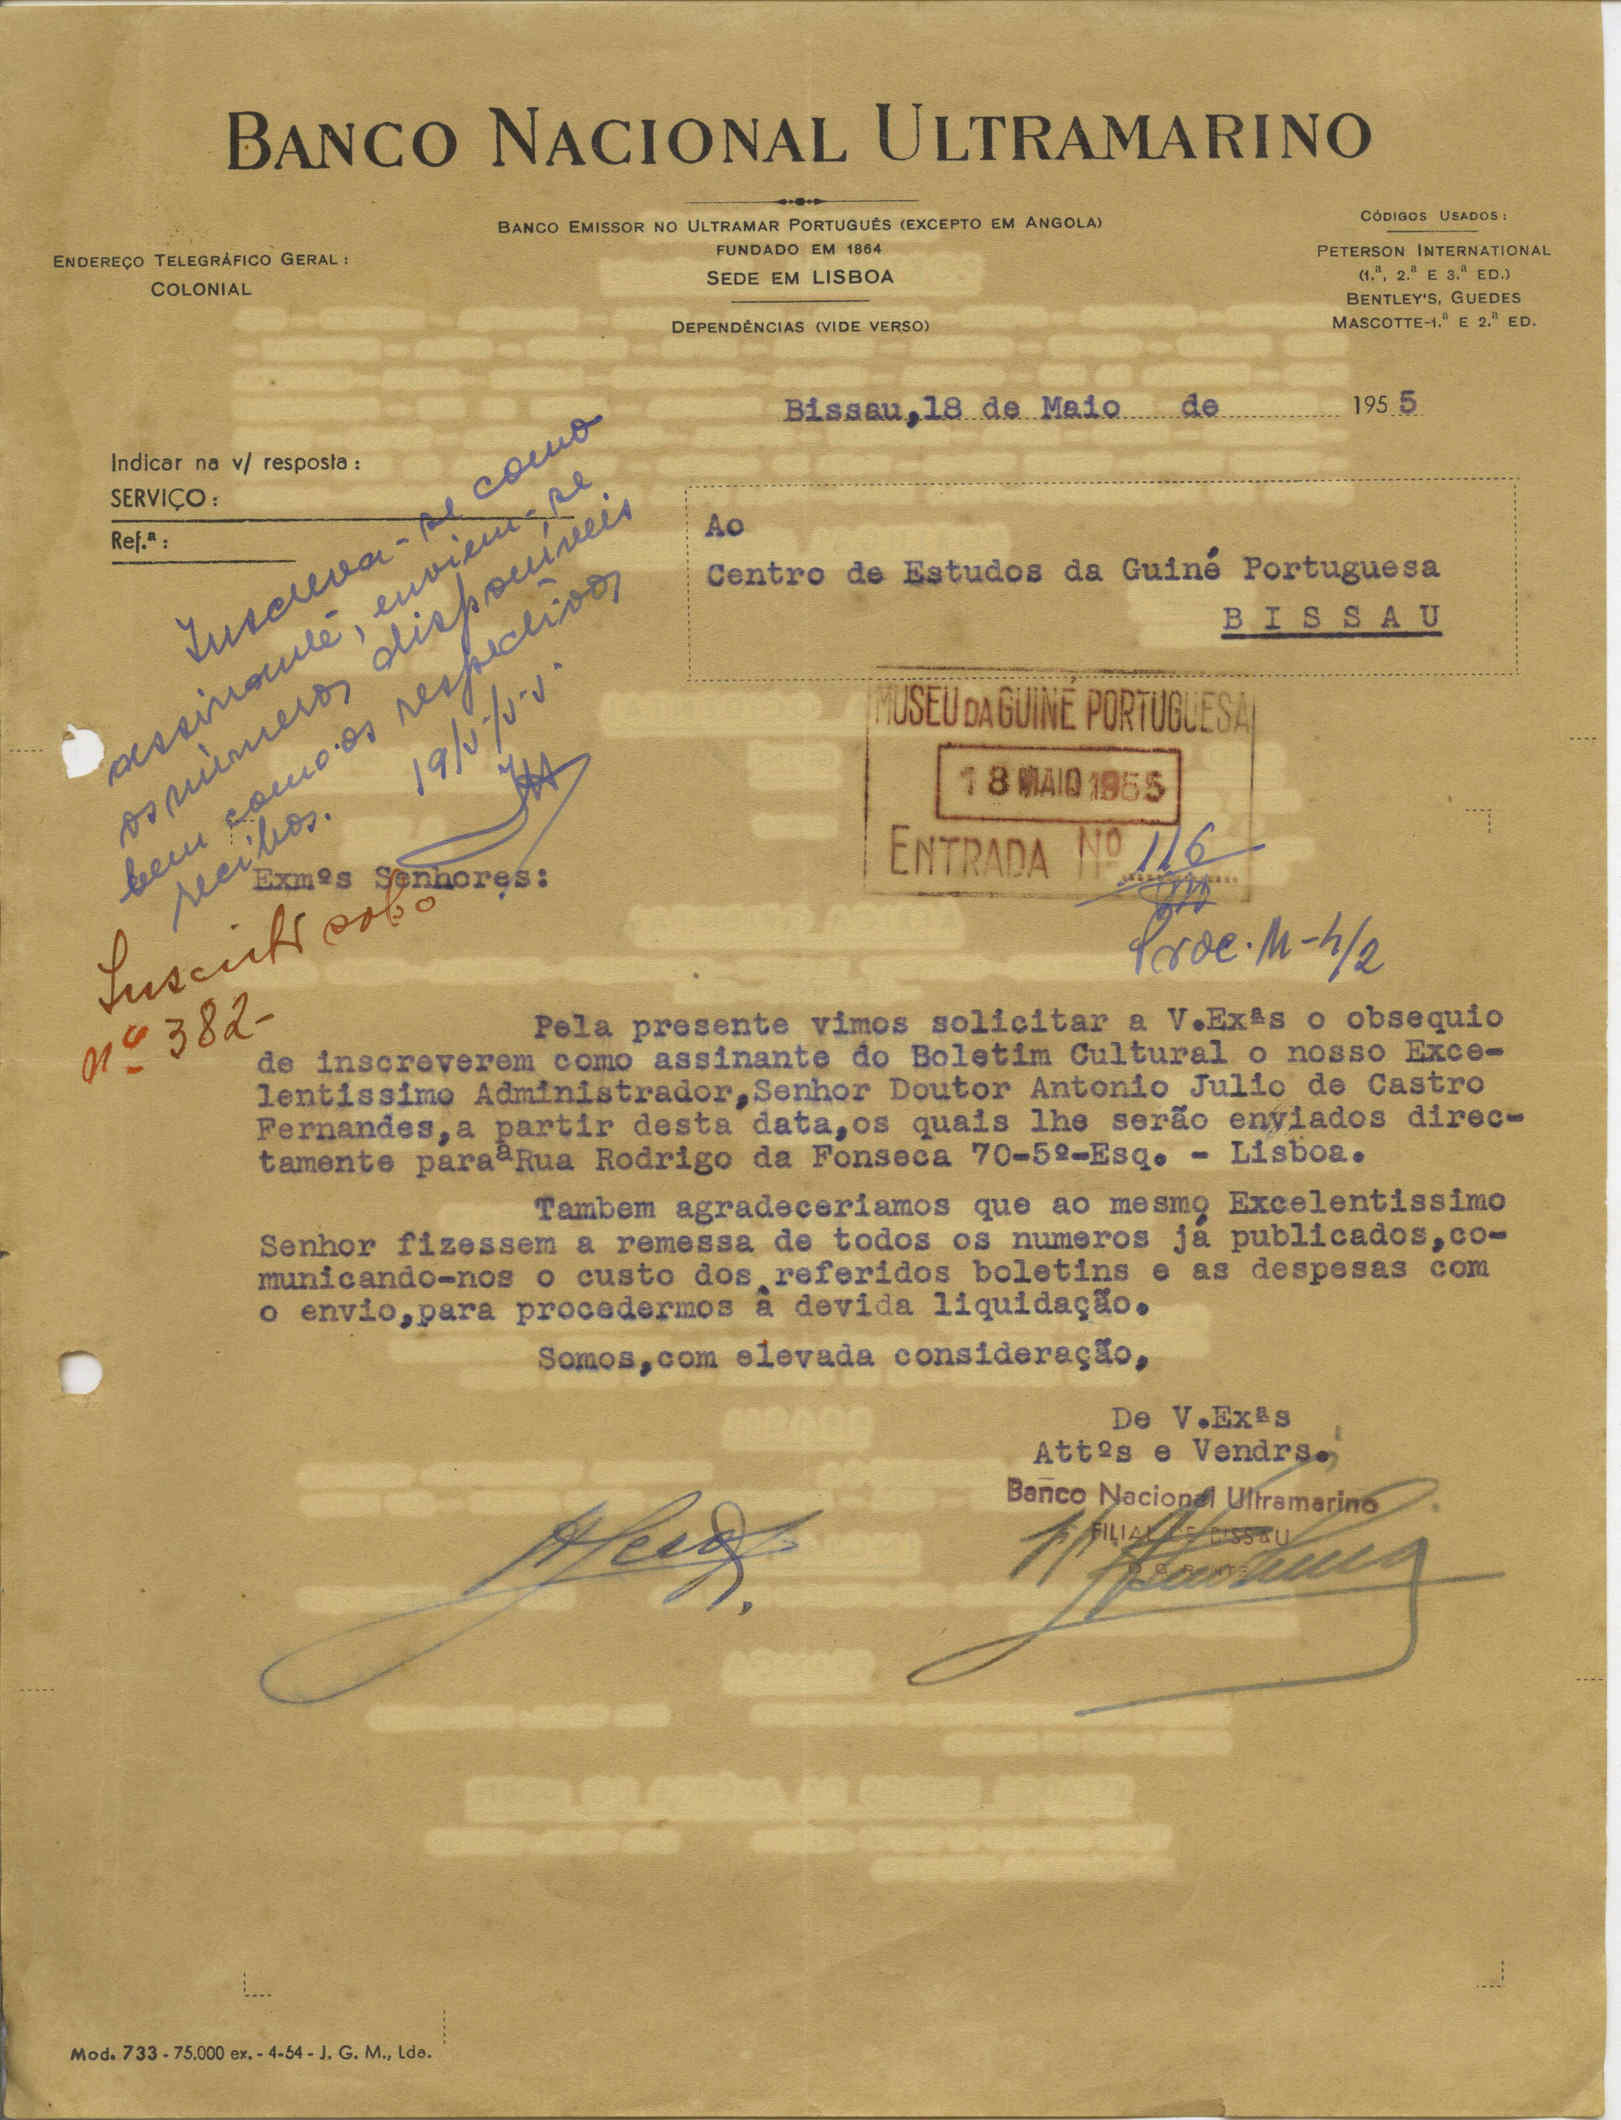 BANCO NACIONAL ULTRAMARINO
BANCO EMISSOR NO ULTRAMAR PORTUGUÊS (EXCEPTO EM ANGOLA)
FUNDADO EM 1864
SEDE EM LISBOA
DEPENDÊNCIAS (VIDE VERSO)
ENDEREÇO TELEGRÁFICO GERAL:
COLONIAL
CÓDIGOS USADOS:
PETERSON INTERNATIONAL
(1.ª, 2.ª E 3.ª ED.)
BENTLEY'S, GUEDES
MASCOTTE-1.ª E 2.ª ED.
Bissau,18 de Maio de 1955
Indicar na v/ resposta:
SERVIÇO:
Ref.ª:
Ao
Centro de Estudos da Guiné Portuguesa
BISSAU
Inscreva-se como
assinante, enviem-se
os números disponíveis
bem como os respectivos
recibos. 19/V/55.
MUSEU DA GUINÉ PORTUGUESA
18 MAIO 1955
ENTRADA Nº 116
Proc. M-4/2
Exmºs Senhores:
Inscrito sob o
nº 382-
Pela presente vimos solicitar a V.Exªs o obsequio
de inscreverem como assinante do Boletim Cultural o nosso Exce-
lentissimo Administrador,Senhor Doutor Antonio Julio de Castro
Fernandes,a partir desta data,os quais lhe serão enviados direc-
tamente para a Rua Rodrigo da Fonseca 70-5º-Esq. - Lisboa.
Tambem agradeceriamos que ao mesmo Excelentissimo
Senhor fizessem a remessa de todos os numeros já publicados,co-
municando-nos o custo dos referidos boletins e as despesas com
o envio,para procedermos à devida liquidação.
Somos,com elevada consideração,
De V.Exªs
Attºs e Vendrs.
Banco Nacional Ultramarino
FILIAL DE BISSAU
Mod. 733 - 75.000 ex. - 4-54 - J. G. M., Lda.